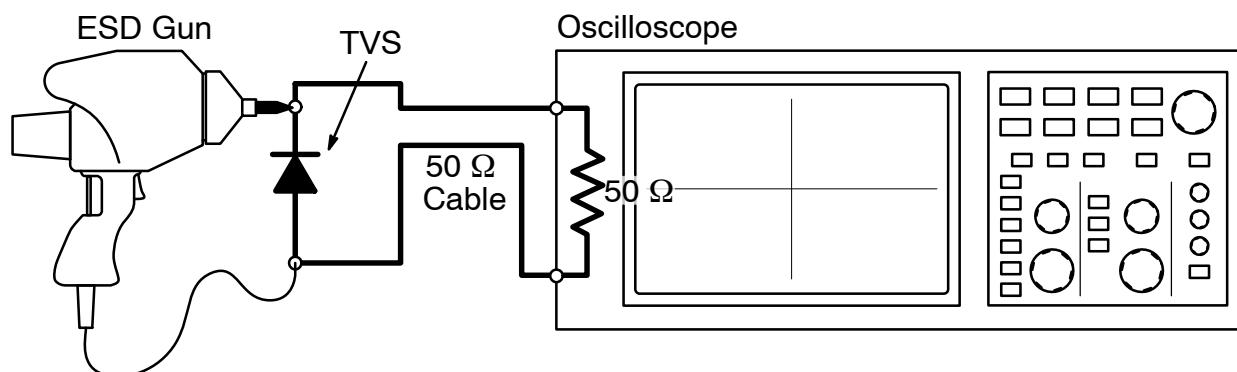 ESD Gun
TVS
Oscilloscope
50 Ω
Cable
50 Ω